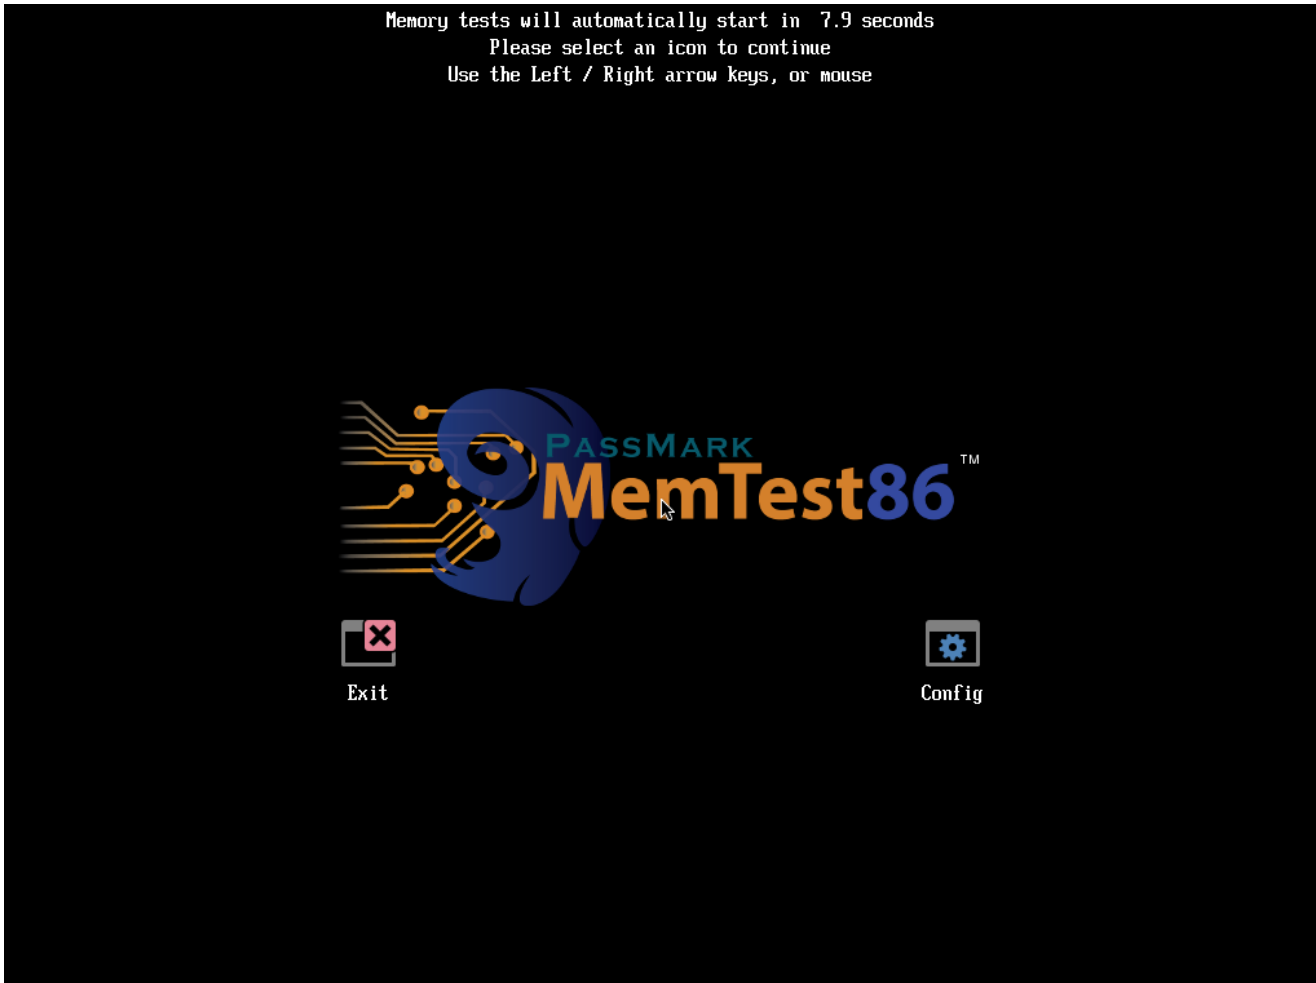 Memory tests will automatically start in  7.9 seconds
Please select an icon to continue
Use the Left / Right arrow keys, or mouse
PASSMARK
MemTest86 ™
Exit
Config